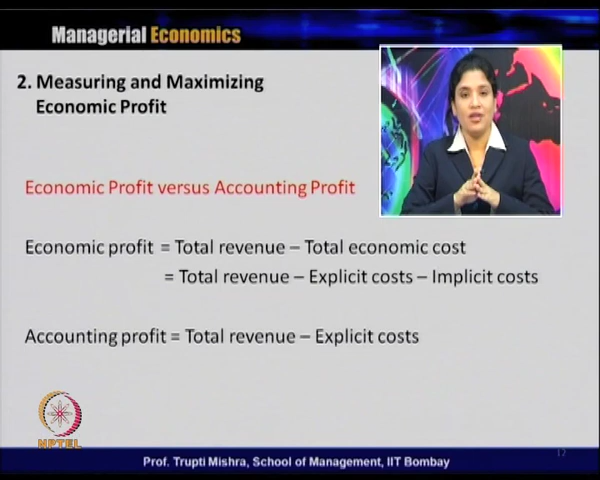 Managerial Economics
2. Measuring and Maximizing
Economic Profit
Economic Profit versus Accounting Profit
Economic profit = Total revenue – Total economic cost
= Total revenue – Explicit costs – Implicit costs
Accounting profit = Total revenue – Explicit costs
NPTEL
Prof. Trupti Mishra, School of Management, IIT Bombay
12